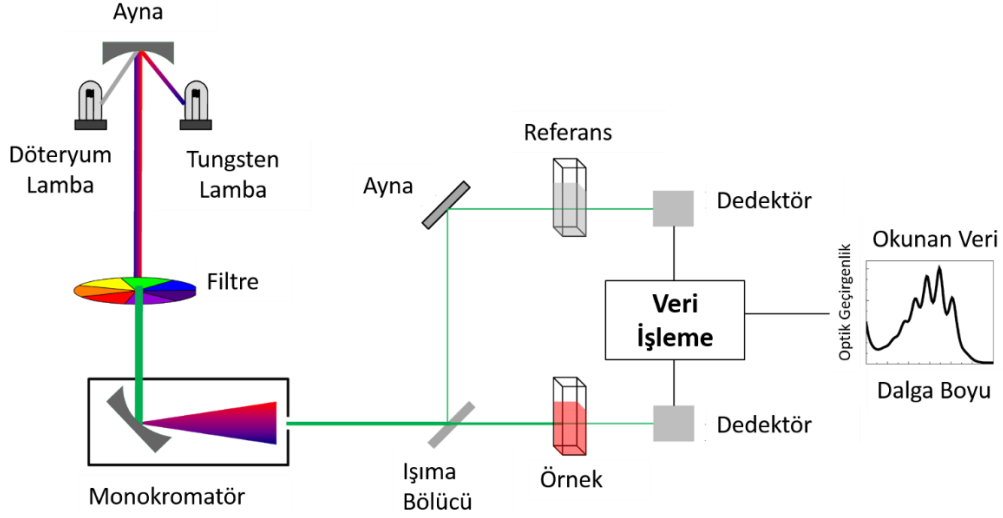 Ayna
Döteryum
Lamba
Tungsten
Lamba
Filtre
Monokromatör
Ayna
Referans
Dedektör
Veri
İşleme
Işıma
Bölücü
Örnek
Dedektör
Okunan Veri
Optik Geçirgenlik
Dalga Boyu